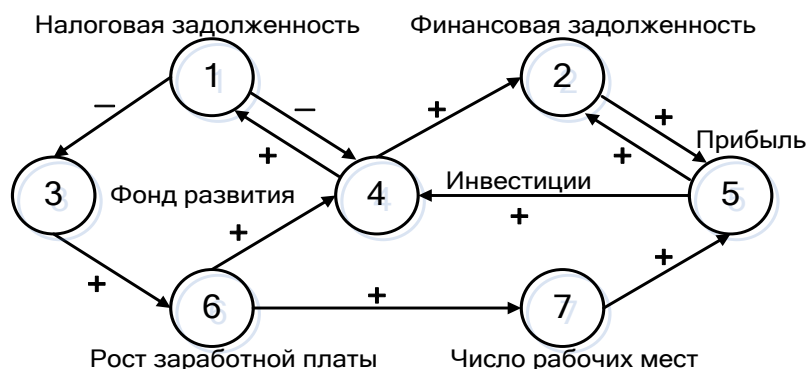 Налоговая задолженность Финансовая задолженность
1 2
– – + + Прибыль
+ +
3 Фонд развития 4 Инвестиции 5
+ +
+ + +
6 7
Рост заработной платы Число рабочих мест